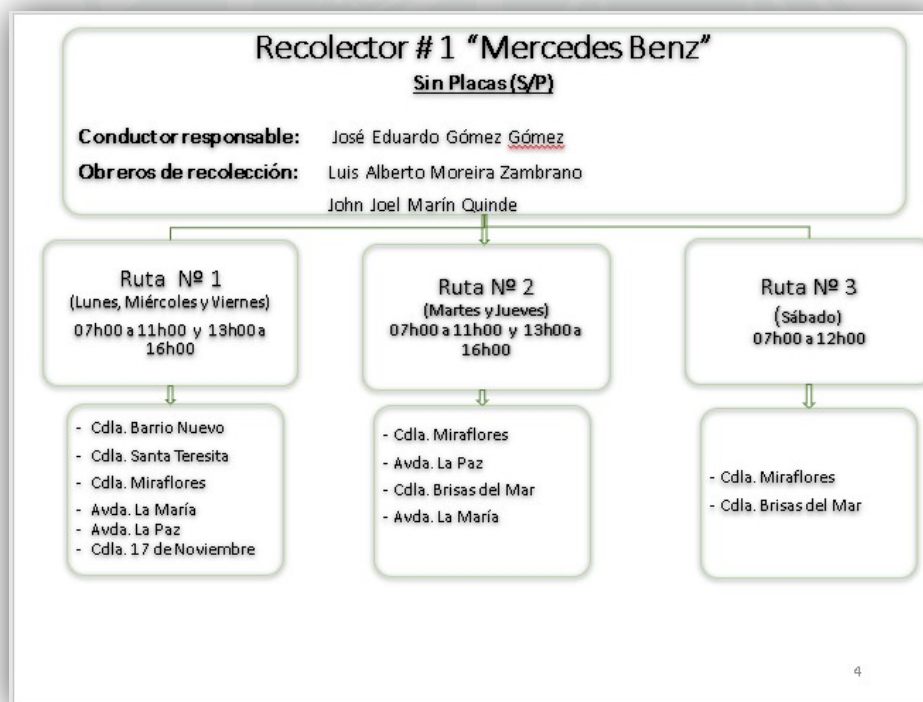 Recolector # 1 “Mercedes Benz”
Sin Placas (S/P)
Conductor responsable: José Eduardo Gómez Gómez
Obreros de recolección: Luis Alberto Moreira Zambrano
John Joel Marín Quinde
Ruta Nº 1
(Lunes, Miércoles y Viernes)
07h00 a 11h00 y 13h00 a
16h00
- Cdla. Barrio Nuevo
- Cdla. Santa Teresita
- Cdla. Miraflores
- Avda. La María
- Avda. La Paz
- Cdla. 17 de Noviembre
Ruta Nº 2
(Martes y Jueves)
07h00 a 11h00 y 13h00 a
16h00
- Cdla. Miraflores
- Avda. La Paz
- Cdla. Brisas del Mar
- Avda. La María
Ruta Nº 3
(Sábado)
07h00 a 12h00
- Cdla. Miraflores
- Cdla. Brisas del Mar
4